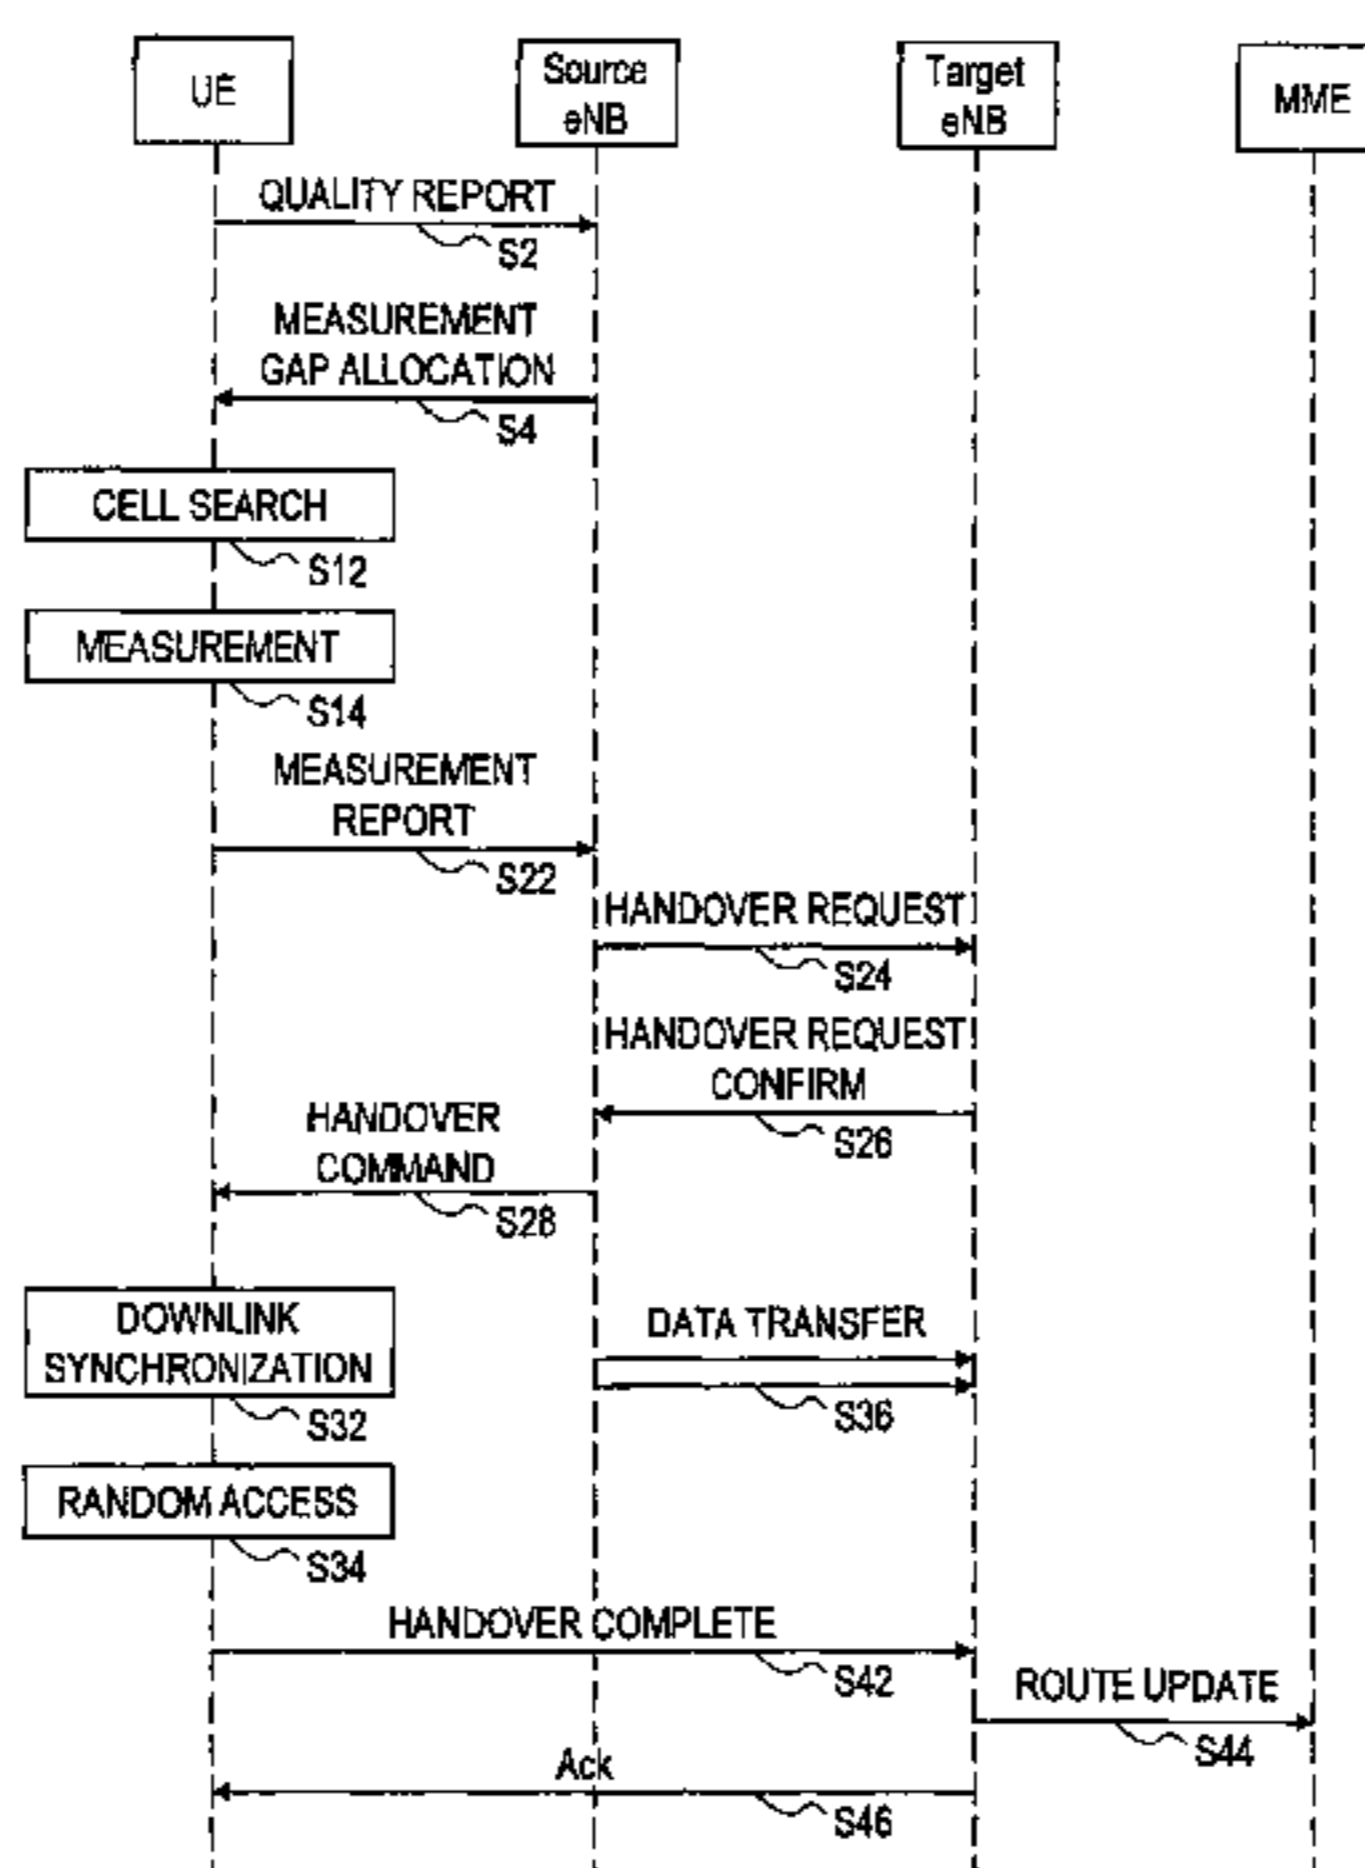 UE
Source
eNB
Target
eNB
MME
QUALITY REPORT
S2
MEASUREMENT
GAP ALLOCATION
S4
CELL SEARCH
S12
MEASUREMENT
S14
MEASUREMENT
REPORT
S22
HANDOVER REQUEST
S24
HANDOVER REQUEST
CONFIRM
S26
HANDOVER
COMMAND
S28
DOWNLINK
SYNCHRONIZATION
S32
DATA TRANSFER
S36
RANDOM ACCESS
S34
HANDOVER COMPLETE
S42
ROUTE UPDATE
S44
Ack
S46